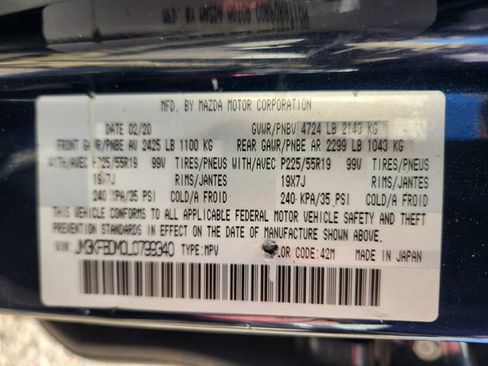 MFD. BY MAZDA MOTOR CORPORATION
DATE 02/20 GVWR/PNBV 4724 LB 2143 KG
FRONT GAWR/PNBE AV 2425 LB 1100 KG REAR GAWR/PNBE AR 2299 LB 1043 KG
WITH/AVEC P225/55R19 99V TIRES/PNEUS WITH/AVEC P225/55R19 99V TIRES/PNEUS
19X7J RIMS/JANTES 19X7J RIMS/JANTES
240 KPA/35 PSI COLD/A FROID 240 KPA/35 PSI COLD/A FROID
THIS VEHICLE CONFORMS TO ALL APPLICABLE FEDERAL MOTOR VEHICLE SAFETY AND THEFT
PREVENTION STANDARDS IN EFFECT ON THE DATE OF MANUFACTURE SHOWN ABOVE.
VIN: JM3KFBDM0L0799340 TYPE:MPV COLOR CODE:42M MADE IN JAPAN